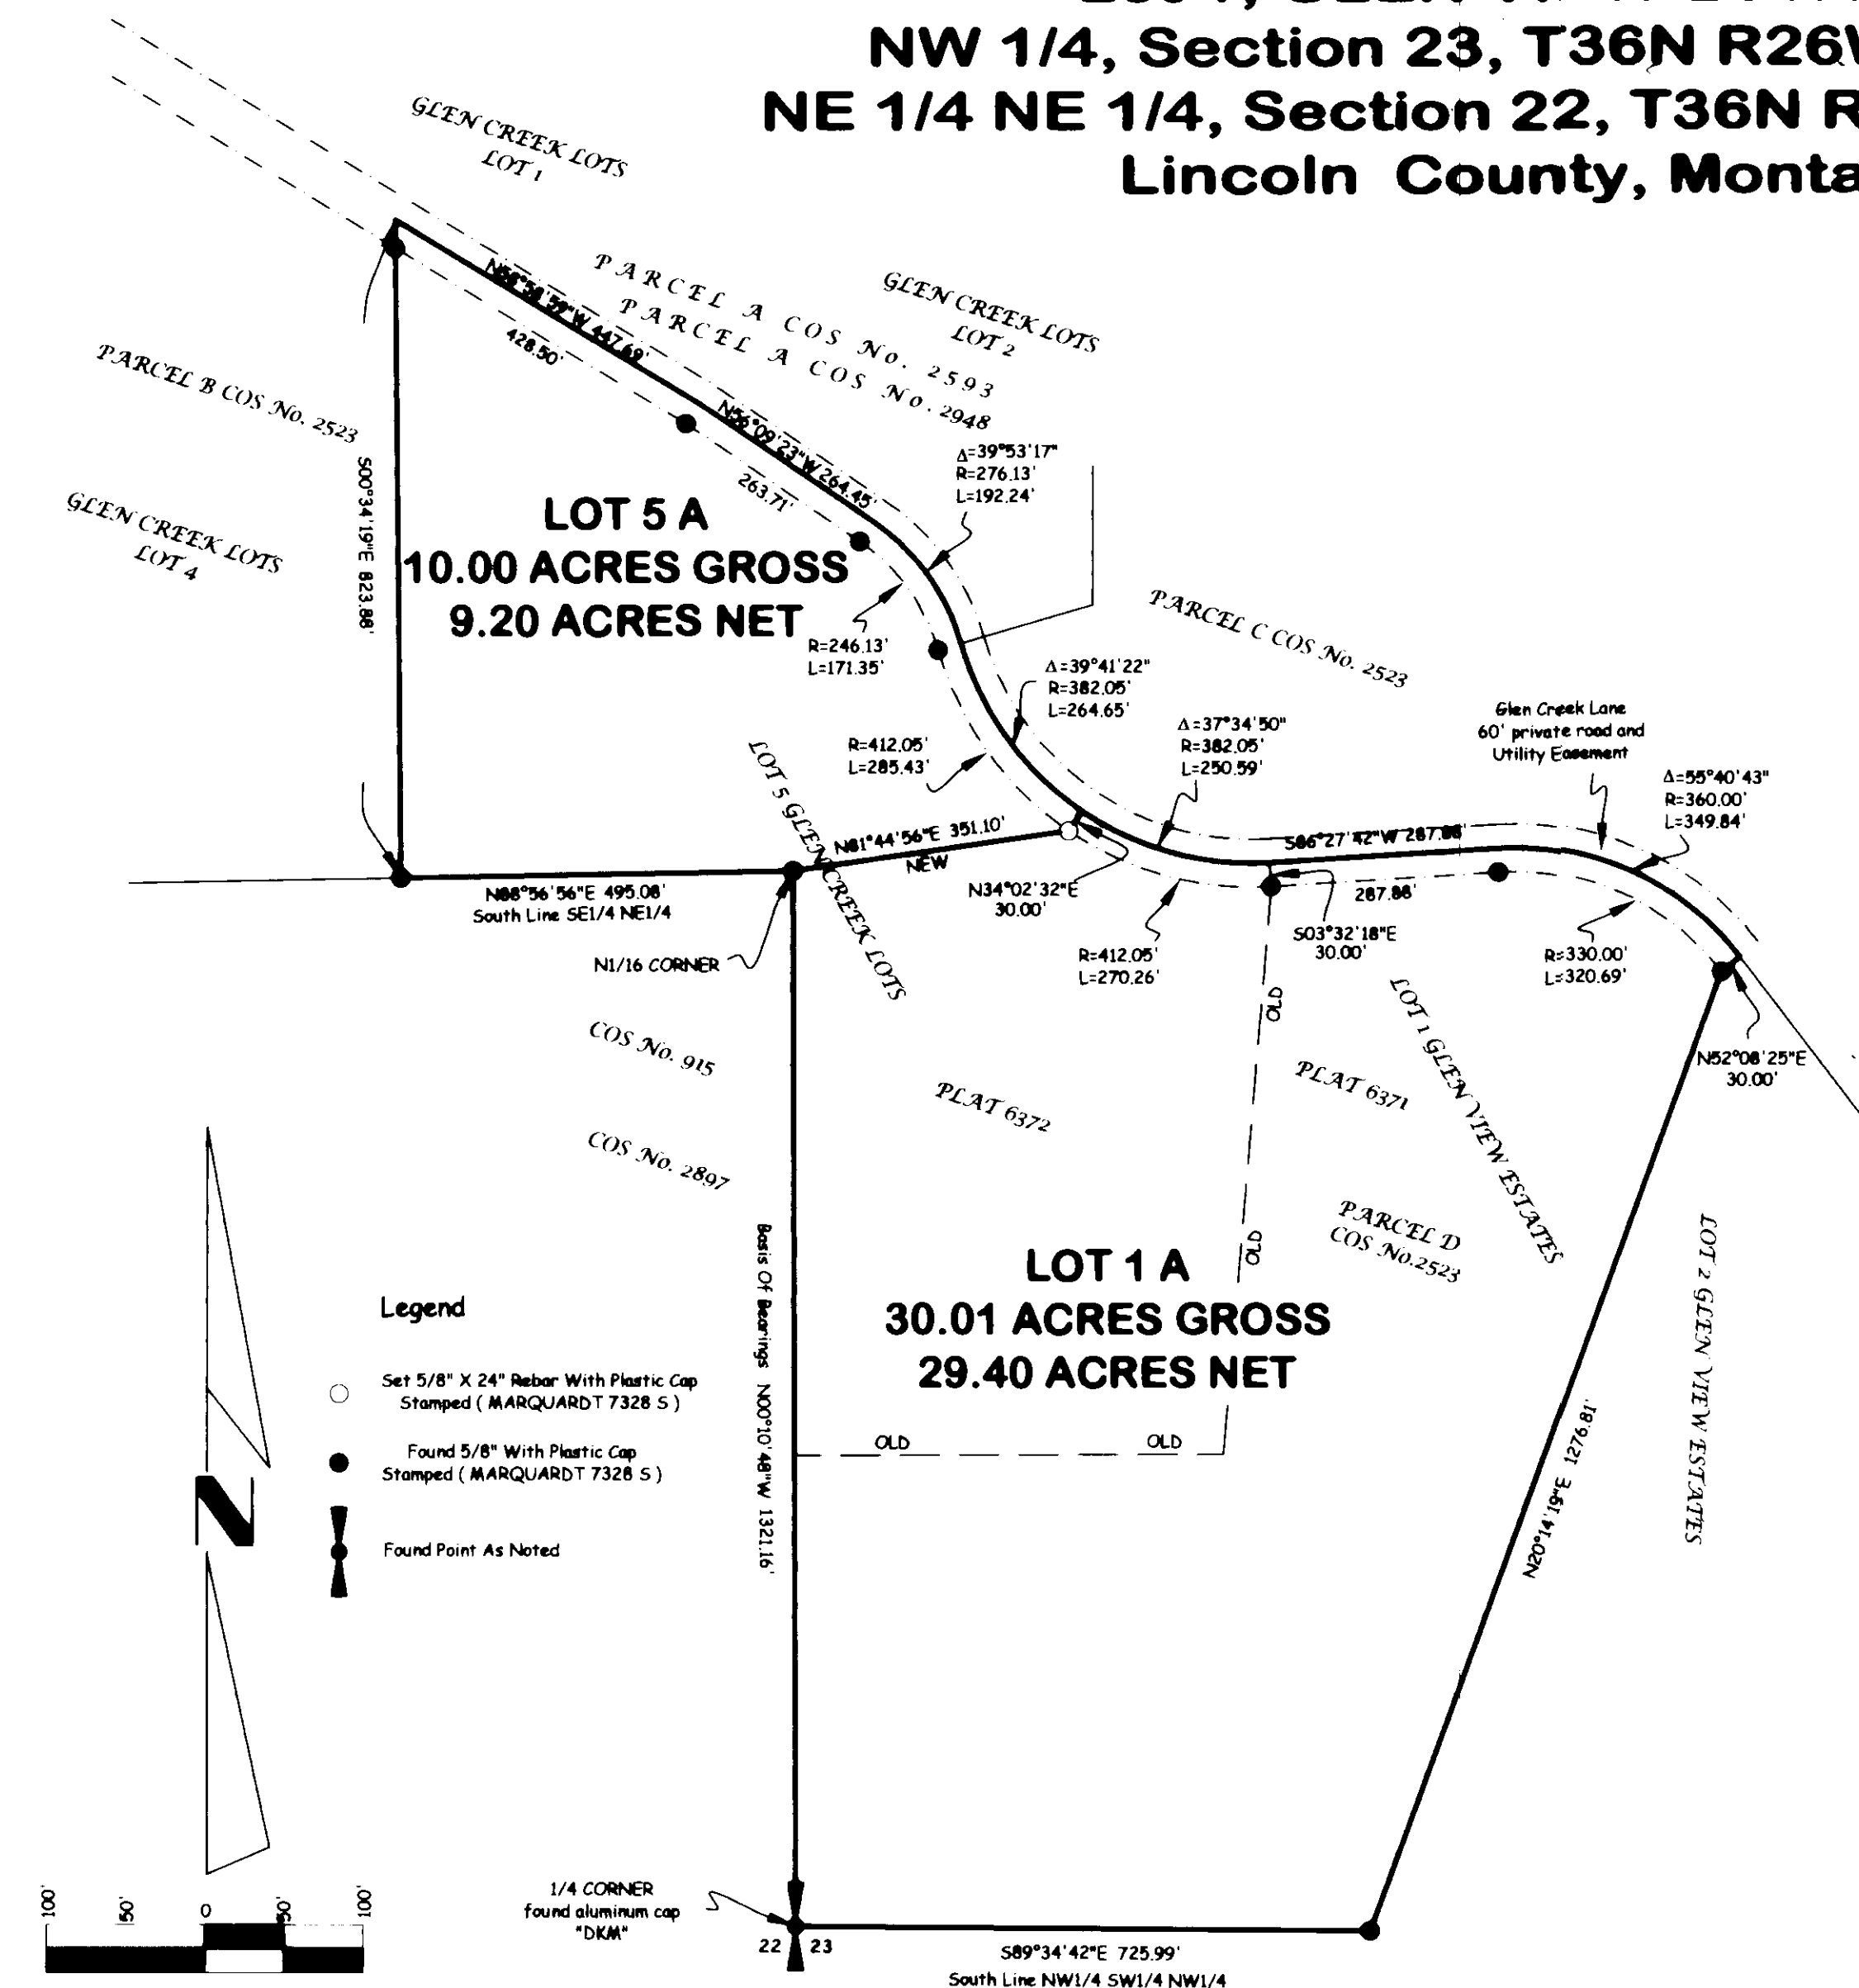 NW 1/4, Section 23, T36N R26W
NE 1/4 NE 1/4, Section 22, T36N R
Lincoln County, Monta
GLEN CREEK LOTS
LOT 1
PARCEL A COS No. 2593
PARCEL A COS No. 2948
GLEN CREEK LOTS
LOT 2
PARCEL B COS No. 2523
GLEN CREEK LOTS
LOT 4
N58°58'59"W 447.69'
428.50'
N56°09'23"W 264.45'
263.71'
S00°34'19"E 823.88'
LOT 5 A
10.00 ACRES GROSS
9.20 ACRES NET
Δ=39°53'17"
R=276.13'
L=192.24'
R=246.13'
L=171.35'
PARCEL C COS No. 2523
Δ=39°41'22"
R=382.05'
L=264.65'
R=412.05'
L=285.43'
Δ=37°34'50"
R=382.05'
L=250.59'
Glen Creek Lane
60' private road and
Utility Easement
Δ=55°40'43"
R=360.00'
L=349.84'
LOT 5 GLEN CREEK LOTS
N81°44'56"E 351.10'
NEW
S86°27'42"W 287.88'
287.88'
N88°56'56"E 495.08'
South Line SE1/4 NE1/4
N34°02'32"E
30.00'
S03°32'18"E
30.00'
R=412.05'
L=270.26'
R=330.00'
L=320.69'
N1/16 CORNER
N52°08'25"E
30.00'
OLD
LOT 1 GLEN VIEW ESTATES
COS No. 915
PLAT 6372
PLAT 6371
COS No. 2897
PARCEL D
COS No.2523
OLD
LOT 2 GLEN VIEW ESTATES
Basis Of Bearings N00°10'48"W 1321.16'
LOT 1 A
30.01 ACRES GROSS
29.40 ACRES NET
OLD
OLD
N20°14'19"E 1276.81'
Legend
Set 5/8" X 24" Rebar With Plastic Cap
Stamped ( MARQUARDT 7328 S )
Found 5/8" With Plastic Cap
Stamped ( MARQUARDT 7328 S )
Found Point As Noted
N
100'
50'
0
50'
100'
1/4 CORNER
found aluminum cap
"DKM"
22
23
S89°34'42"E 725.99'
South Line NW1/4 SW1/4 NW1/4